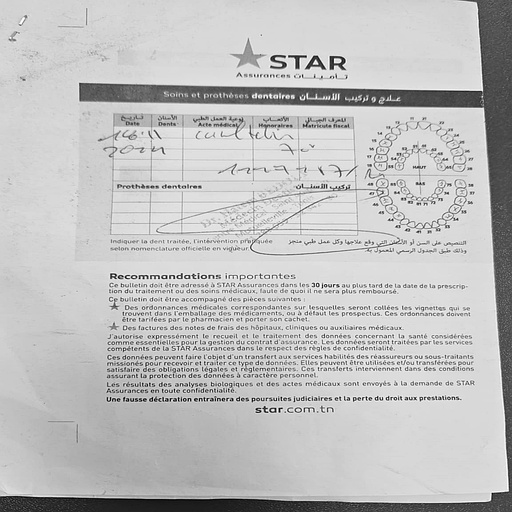 STAR
Assurances تأمينات
Soins et prothèses dentaires علاج و تركيب الأسنان
تاريخ الأسنان نوعية العمل الطبي الأتعاب المعرف الجبائي
Date Dents Acte médical Honoraires Matricule fiscal
Prothèses dentaires تركيب الأسنان
HAUT
BAS
Indiquer la dent traitée, l'intervention pratiquée
selon nomenclature officielle en vigueur.
التنصيص على السن أو الأسنان التي وقع علاجها وكل عمل طبي منجز
وذلك طبق الجدول الرسمي المعمول به.
Recommandations importantes
Ce bulletin doit être adressé à STAR Assurances dans les 30 jours au plus tard de la date de la prescrip-
tion du traitement ou des soins médicaux, faute de quoi il ne sera plus remboursé.
Ce bulletin doit être accompagné des pièces suivantes :
Des ordonnances médicales correspondantes sur lesquelles seront collées les vignettes qui se
trouvent dans l'emballage des médicaments, ou à défaut les prospectus. Ces ordonnances doivent
être tarifées par le pharmacien et porter son cachet.
Des factures des notes de frais des hôpitaux, cliniques ou auxiliaires médicaux.
J'autorise expressément le recueil et le traitement des données concernant la santé considérées
comme essentielles pour la gestion du contrat d'assurance. Ces données seront traitées par les services
compétents de la STAR Assurances dans le respect des règles de confidentialité.
Ces données peuvent faire l'objet d'un transfert aux services habilités des réassureurs ou sous-traitants
missionnés pour recevoir et traiter ce type de données. Elles peuvent être utilisées et/ou transférées pour
satisfaire des obligations légales et réglementaires. Ces transferts interviennent dans des conditions
assurant la protection des données à caractère personnel.
Les résultats des analyses biologiques et des actes médicaux sont envoyés à la demande de STAR
Assurances en toute confidentialité.
Une fausse déclaration entraînera des poursuites judiciaires et la perte du droit aux prestations.
star.com.tn